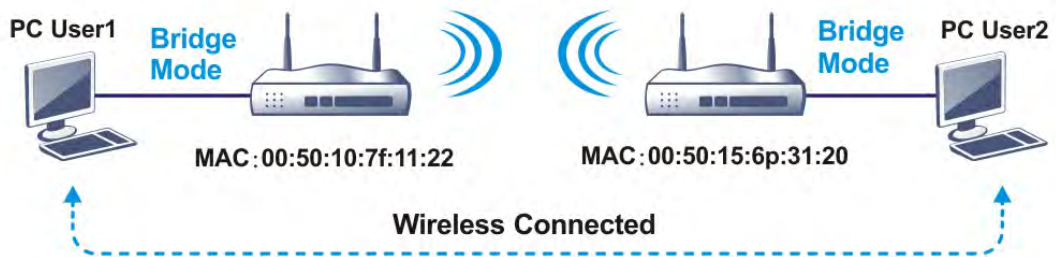 PC User1
Bridge
Mode
Bridge
Mode
PC User2
MAC:00:50:10:7f:11:22
MAC:00:50:15:6p:31:20
Wireless Connected